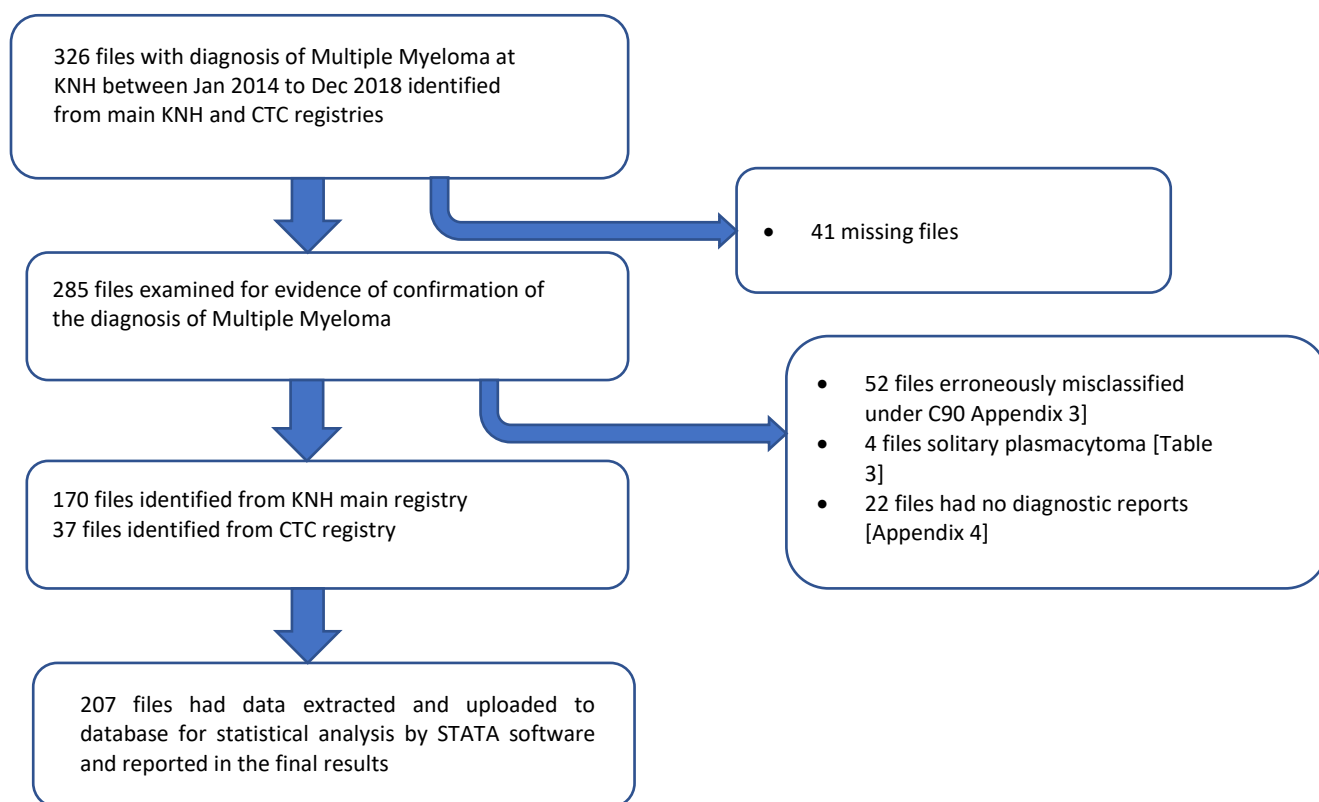 326 files with diagnosis of Multiple Myeloma at
KNH between Jan 2014 to Dec 2018 identified
from main KNH and CTC registries
• 41 missing files
285 files examined for evidence of confirmation of
the diagnosis of Multiple Myeloma
• 52 files erroneously misclassified
under C90 Appendix 3]
• 4 files solitary plasmacytoma [Table
3]
• 22 files had no diagnostic reports
[Appendix 4]
170 files identified from KNH main registry
37 files identified from CTC registry
207 files had data extracted and uploaded to
database for statistical analysis by STATA software
and reported in the final results